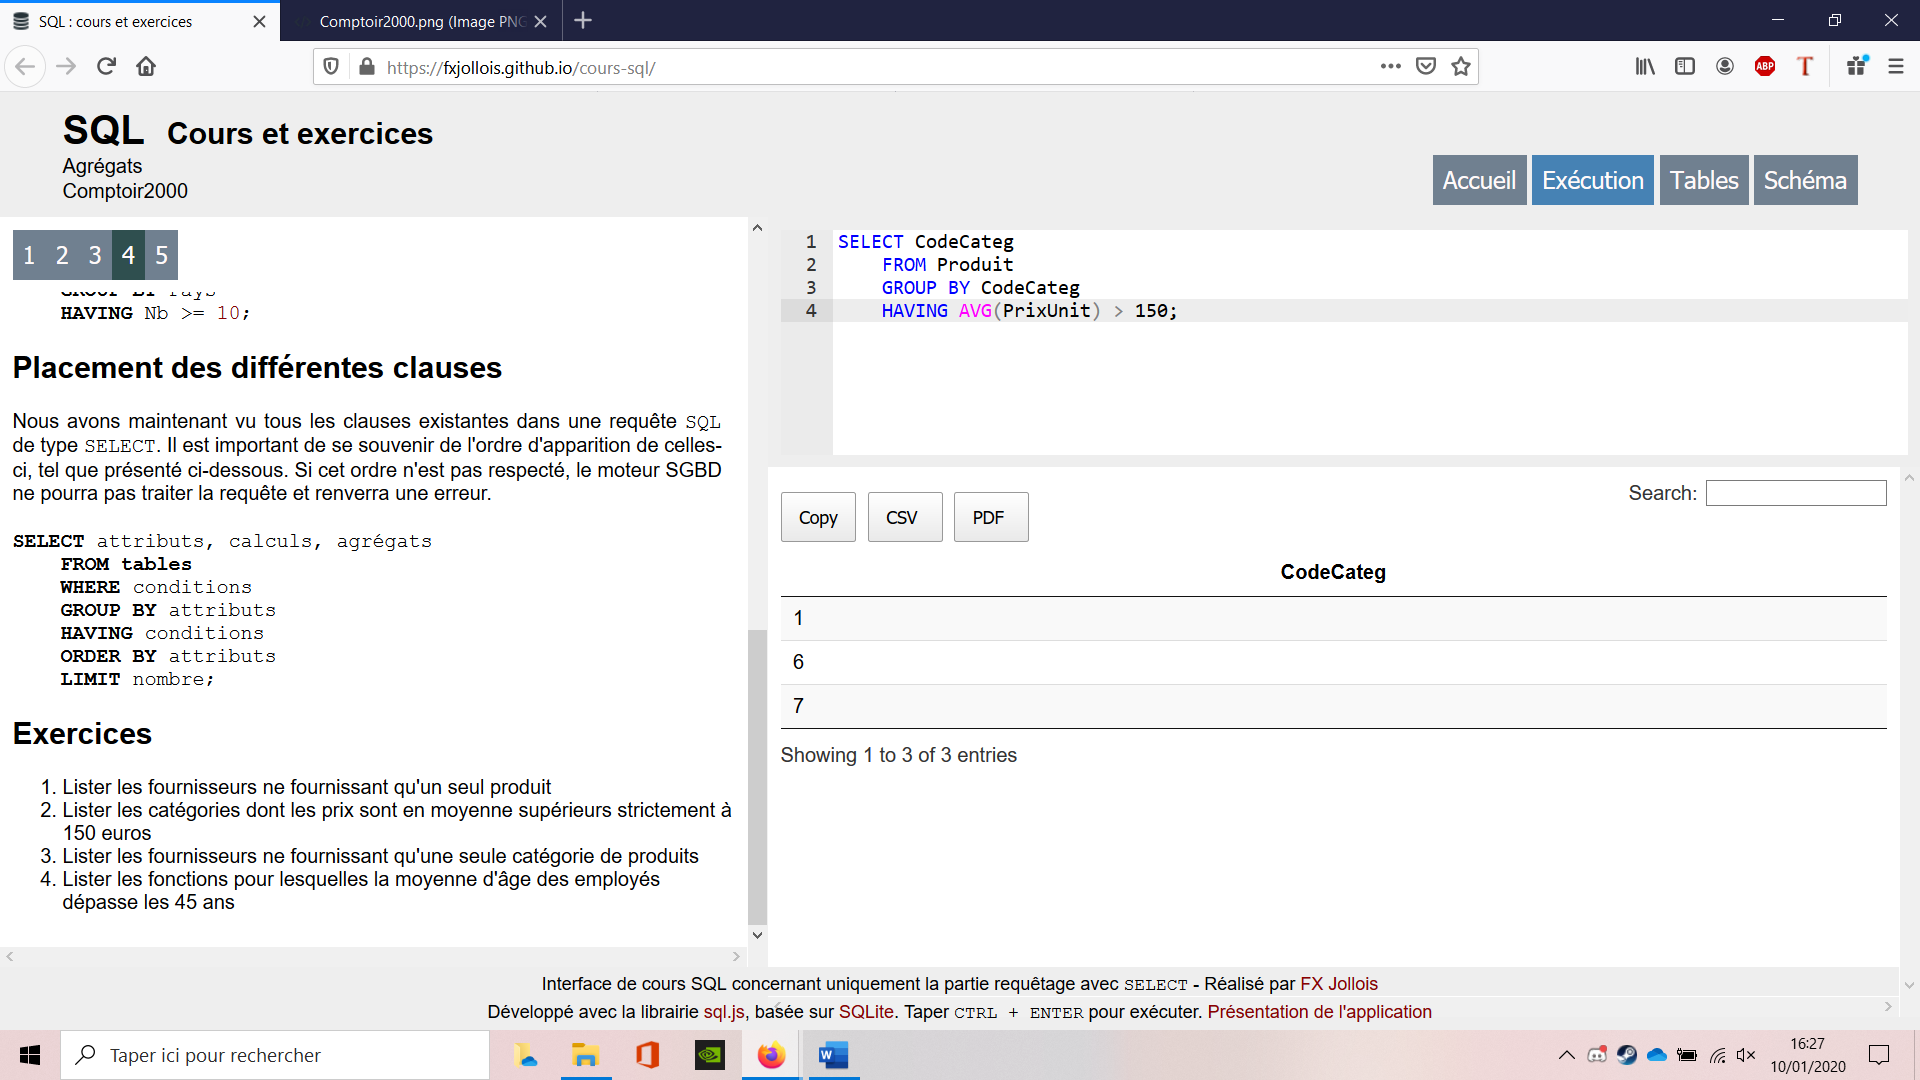 SQL : cours et exercices
Comptoir2000.png (Image PNG
https://fxjollois.github.io/cours-sql/
ABP
T
SQL Cours et exercices
Agrégats
Comptoir2000
Accueil Exécution Tables Schéma
1 2 3 4 5
GROUP BY Pays
HAVING Nb >= 10;
Placement des différentes clauses
Nous avons maintenant vu tous les clauses existantes dans une requête SQL
de type SELECT. Il est important de se souvenir de l'ordre d'apparition de celles-
ci, tel que présenté ci-dessous. Si cet ordre n'est pas respecté, le moteur SGBD
ne pourra pas traiter la requête et renverra une erreur.
SELECT attributs, calculs, agrégats
FROM tables
WHERE conditions
GROUP BY attributs
HAVING conditions
ORDER BY attributs
LIMIT nombre;
Exercices
1. Lister les fournisseurs ne fournissant qu'un seul produit
2. Lister les catégories dont les prix sont en moyenne supérieurs strictement à
150 euros
3. Lister les fournisseurs ne fournissant qu'une seule catégorie de produits
4. Lister les fonctions pour lesquelles la moyenne d'âge des employés
dépasse les 45 ans
1 SELECT CodeCateg
2 FROM Produit
3 GROUP BY CodeCateg
4 HAVING AVG(PrixUnit) > 150;
Search:
Copy CSV PDF
CodeCateg
1
6
7
Showing 1 to 3 of 3 entries
Interface de cours SQL concernant uniquement la partie requêtage avec SELECT - Réalisé par FX Jollois
Développé avec la librairie sql.js, basée sur SQLite. Taper CTRL + ENTER pour exécuter. Présentation de l'application
Taper ici pour rechercher
16:27
10/01/2020